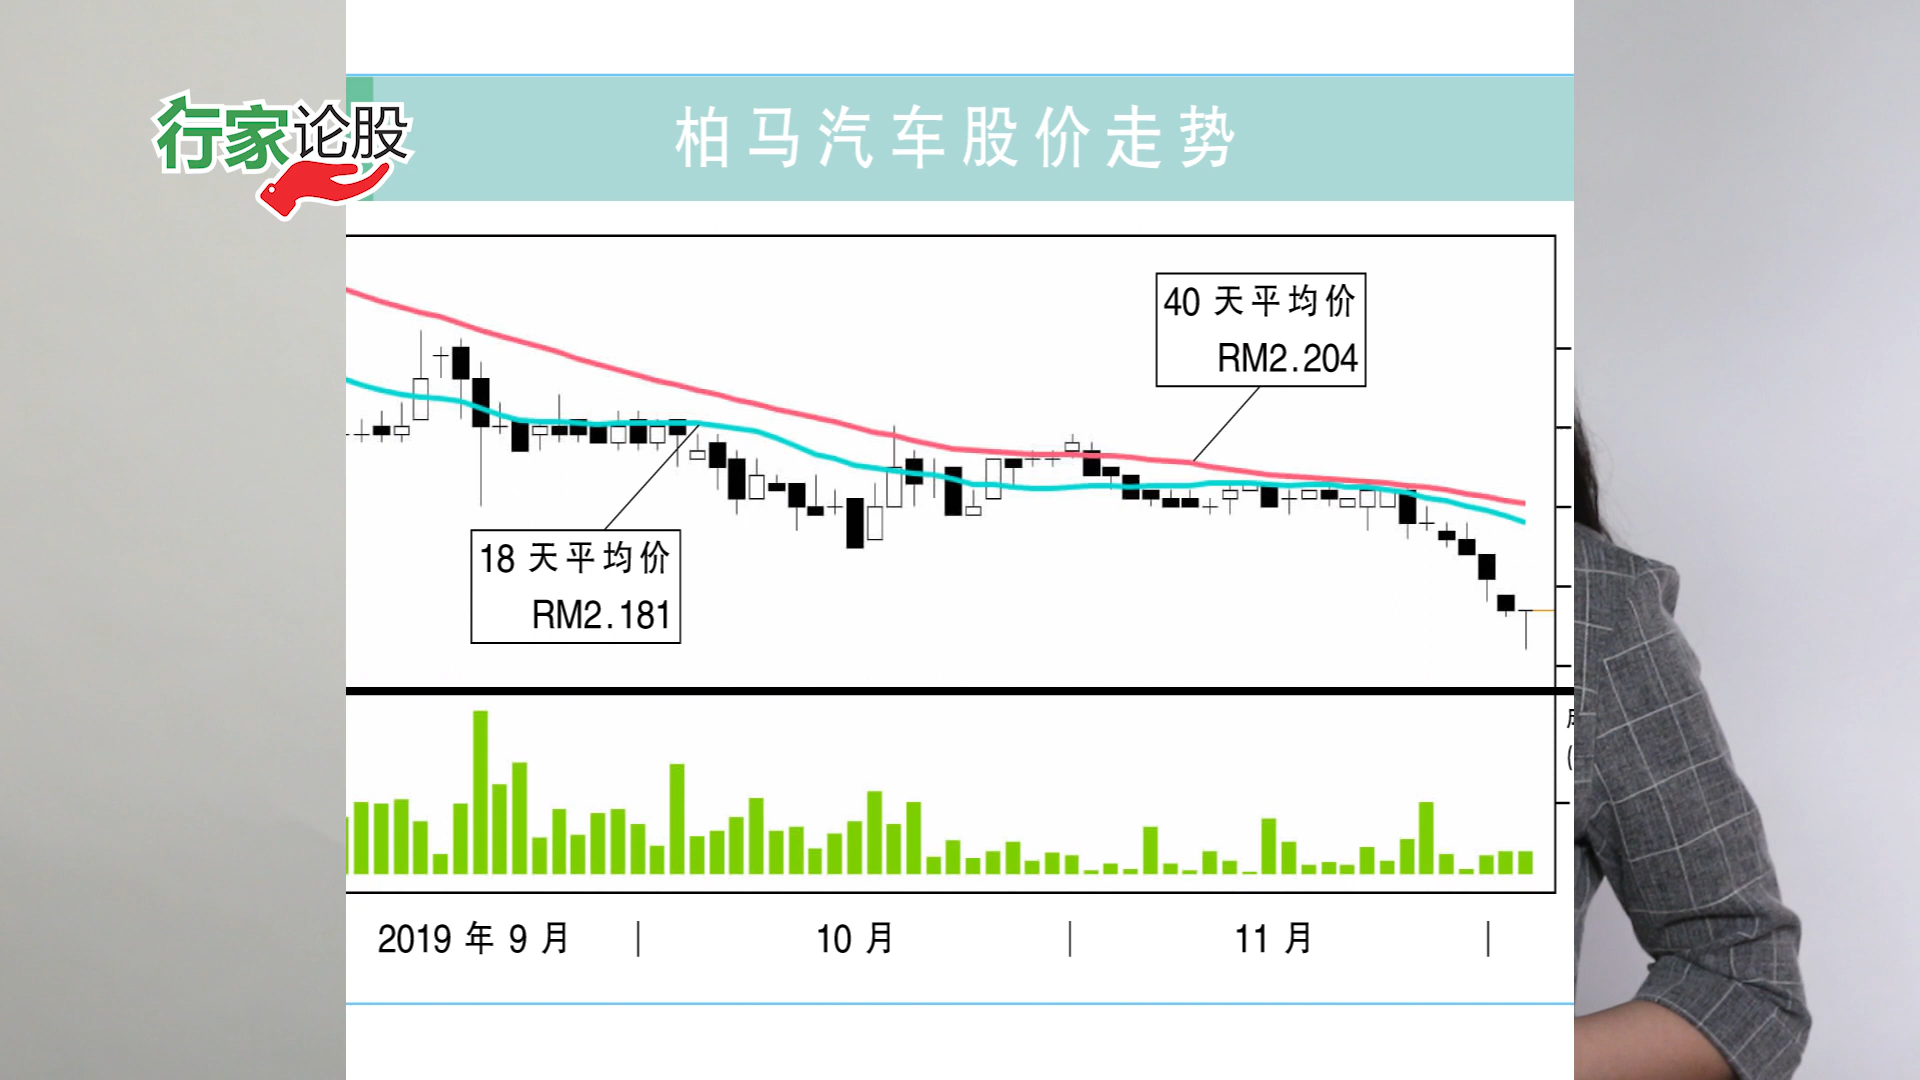 行家论股
柏马汽车股价走势
40 天平均价
RM2.204
18 天平均价
RM2.181
2019 年 9 月
10 月
11 月